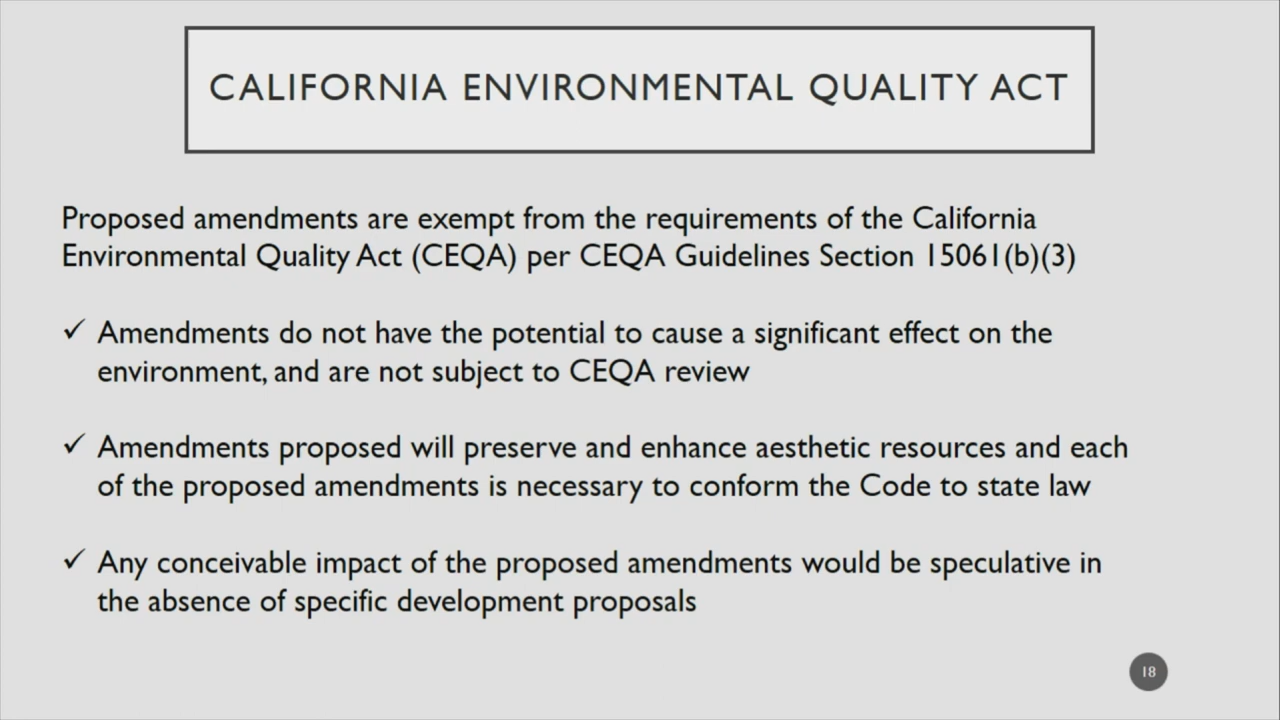 CALIFORNIA ENVIRONMENTAL QUALITY ACT
Proposed amendments are exempt from the requirements of the California
Environmental Quality Act (CEQA) per CEQA Guidelines Section 15061(b)(3)
✓ Amendments do not have the potential to cause a significant effect on the
environment, and are not subject to CEQA review
✓ Amendments proposed will preserve and enhance aesthetic resources and each
of the proposed amendments is necessary to conform the Code to state law
✓ Any conceivable impact of the proposed amendments would be speculative in
the absence of specific development proposals
18